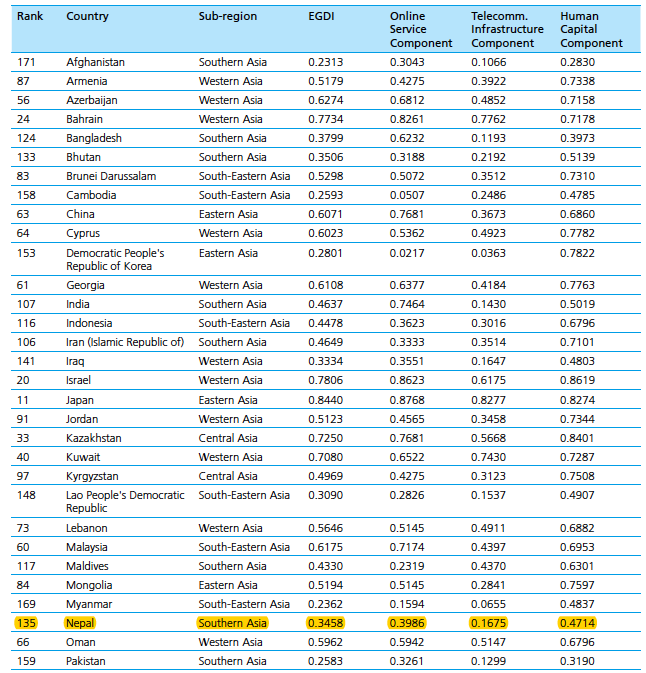 Rank Country Sub-region EGDI Online Service Component Telecomm. Infrastructure Component Human Capital Component
171 Afghanistan Southern Asia 0.2313 0.3043 0.1066 0.2830
87 Armenia Western Asia 0.5179 0.4275 0.3922 0.7338
56 Azerbaijan Western Asia 0.6274 0.6812 0.4852 0.7158
24 Bahrain Western Asia 0.7734 0.8261 0.7762 0.7178
124 Bangladesh Southern Asia 0.3799 0.6232 0.1193 0.3973
133 Bhutan Southern Asia 0.3506 0.3188 0.2192 0.5139
83 Brunei Darussalam South-Eastern Asia 0.5298 0.5072 0.3512 0.7310
158 Cambodia South-Eastern Asia 0.2593 0.0507 0.2486 0.4785
63 China Eastern Asia 0.6071 0.7681 0.3673 0.6860
64 Cyprus Western Asia 0.6023 0.5362 0.4923 0.7782
153 Democratic People's Eastern Asia 0.2801 0.0217 0.0363 0.7822
Republic of Korea
61 Georgia Western Asia 0.6108 0.6377 0.4184 0.7763
107 India Southern Asia 0.4637 0.7464 0.1430 0.5019
116 Indonesia South-Eastern Asia 0.4478 0.3623 0.3016 0.6796
106 Iran (Islamic Republic of) Southern Asia 0.4649 0.3333 0.3514 0.7101
141 Iraq Western Asia 0.3334 0.3551 0.1647 0.4803
20 Israel Western Asia 0.7806 0.8623 0.6175 0.8619
11 Japan Eastern Asia 0.8440 0.8768 0.8277 0.8274
91 Jordan Western Asia 0.5123 0.4565 0.3458 0.7344
33 Kazakhstan Central Asia 0.7250 0.7681 0.5668 0.8401
40 Kuwait Western Asia 0.7080 0.6522 0.7430 0.7287
97 Kyrgyzstan Central Asia 0.4969 0.4275 0.3123 0.7508
148 Lao People's Democratic South-Eastern Asia 0.3090 0.2826 0.1537 0.4907
Republic
73 Lebanon Western Asia 0.5646 0.5145 0.4911 0.6882
60 Malaysia South-Eastern Asia 0.6175 0.7174 0.4397 0.6953
117 Maldives Southern Asia 0.4330 0.2319 0.4370 0.6301
84 Mongolia Eastern Asia 0.5194 0.5145 0.2841 0.7597
169 Myanmar South-Eastern Asia 0.2362 0.1594 0.0655 0.4837
135 Nepal Southern Asia 0.3458 0.3986 0.1675 0.4714
66 Oman Western Asia 0.5962 0.5942 0.5147 0.6796
159 Pakistan Southern Asia 0.2583 0.3261 0.1299 0.3190